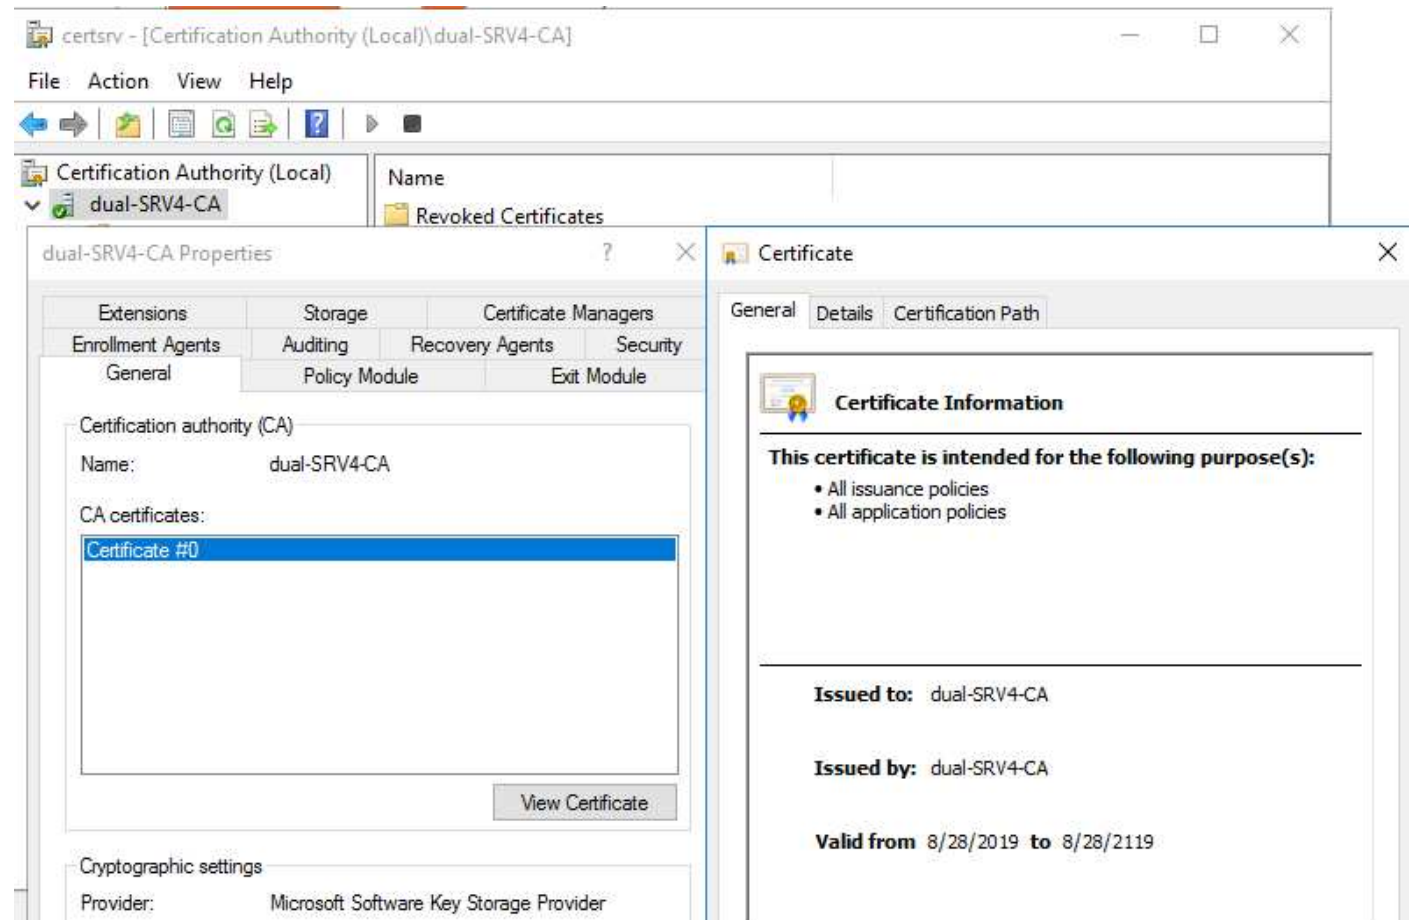 certsrv - [Certification Authority (Local)\dual-SRV4-CA]
File Action View Help
Certification Authority (Local)
dual-SRV4-CA
Name
Revoked Certificates
dual-SRV4-CA Properties
Extensions Storage Certificate Managers
Enrollment Agents Auditing Recovery Agents Security
General Policy Module Exit Module
Certification authority (CA)
Name: dual-SRV4-CA
CA certificates:
Certificate #0
View Certificate
Cryptographic settings
Provider: Microsoft Software Key Storage Provider
Certificate
General Details Certification Path
Certificate Information
This certificate is intended for the following purpose(s):
• All issuance policies
• All application policies
Issued to: dual-SRV4-CA
Issued by: dual-SRV4-CA
Valid from 8/28/2019 to 8/28/2119